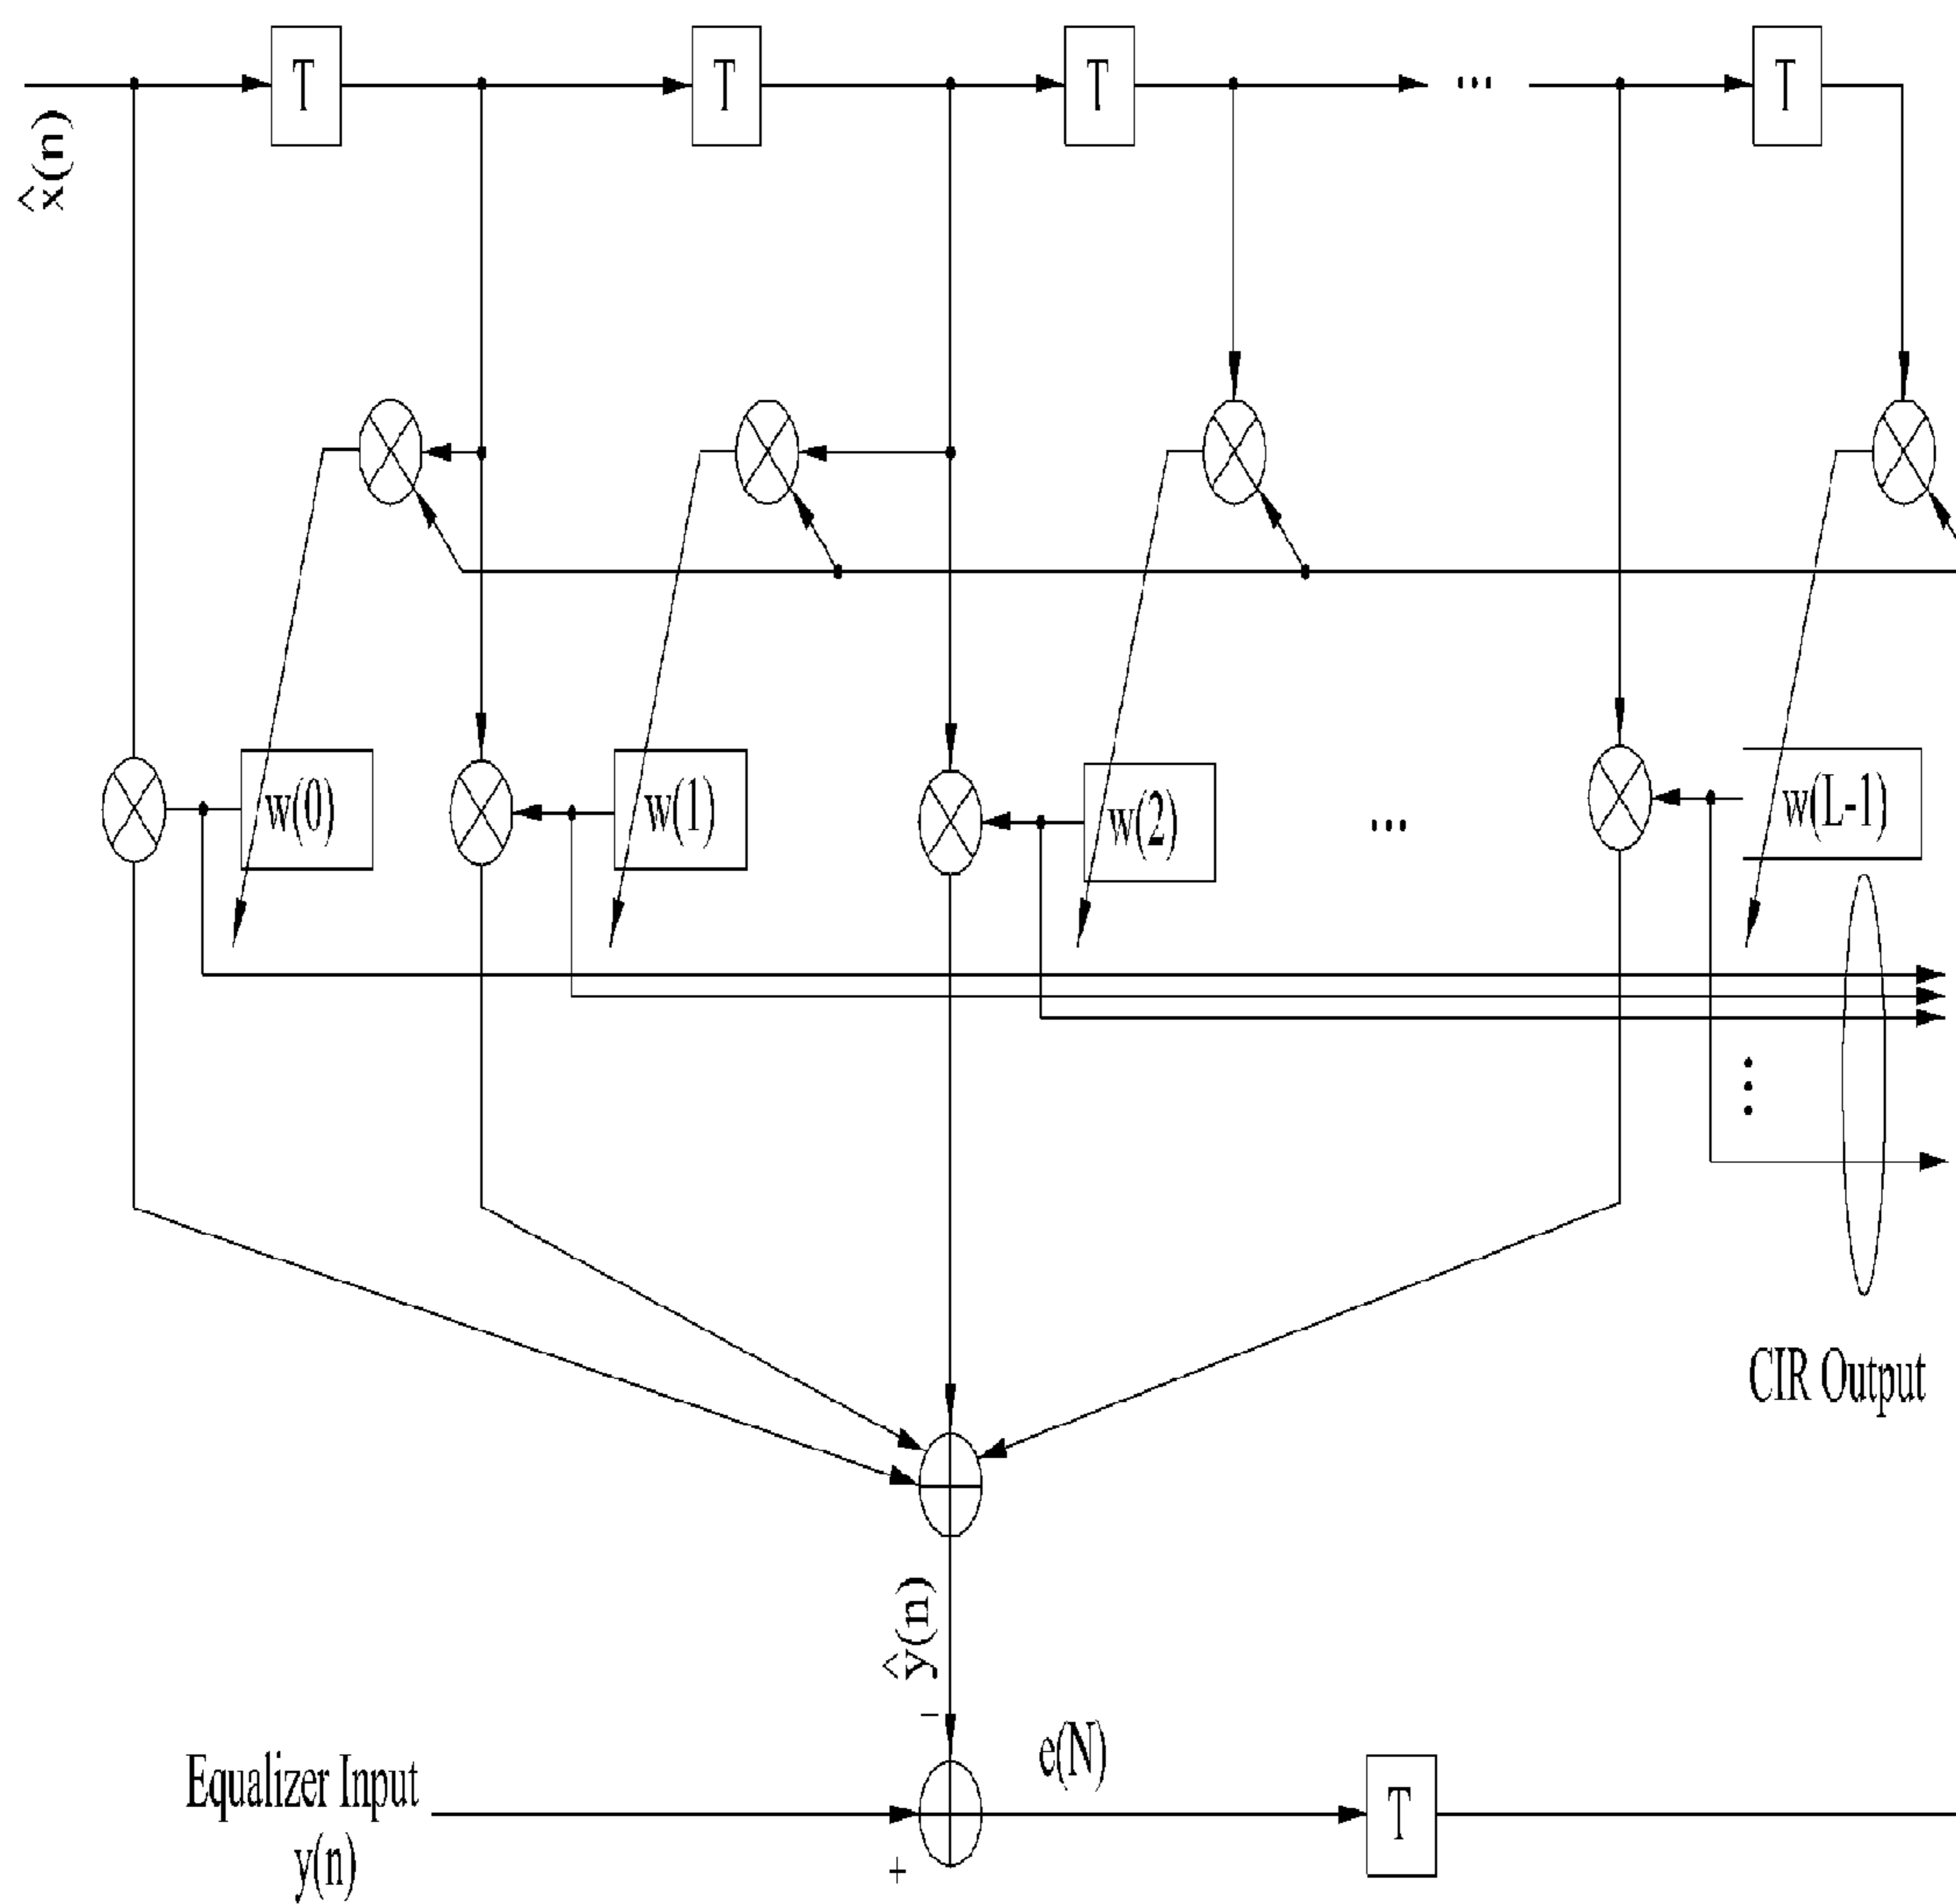 T T T ... T
x̂(n)
w(0) w(1) w(2) ... w(L-1)
CIR Output
ŷ(n)
−
e(N)
Equalizer Input
y(n)
T
+